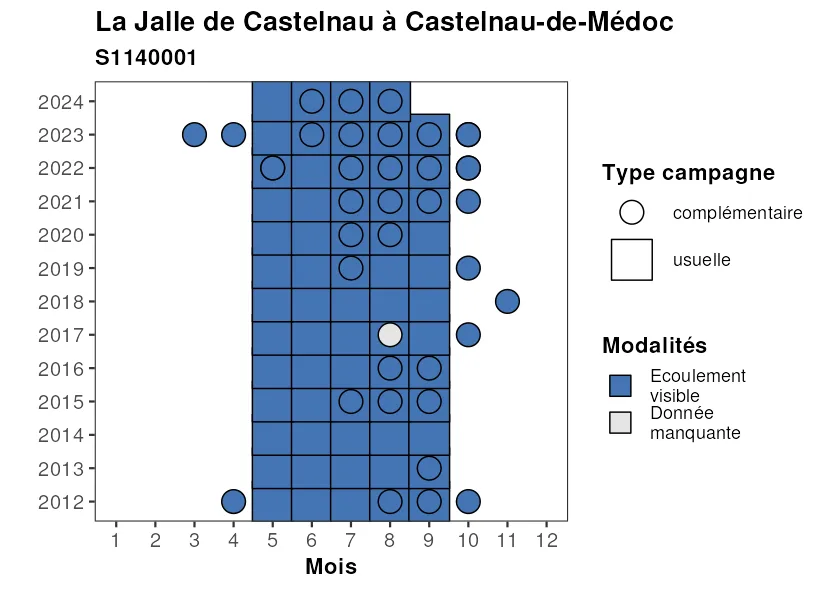 La Jalle de Castelnau à Castelnau-de-Médoc
S1140001
2024
2023
2022
2021
2020
2019
2018
2017
2016
2015
2014
2013
2012
1 2 3 4 5 6 7 8 9 10 11 12
Mois
Type campagne
complémentaire
usuelle
Modalités
Ecoulement
visible
Donnée
manquante